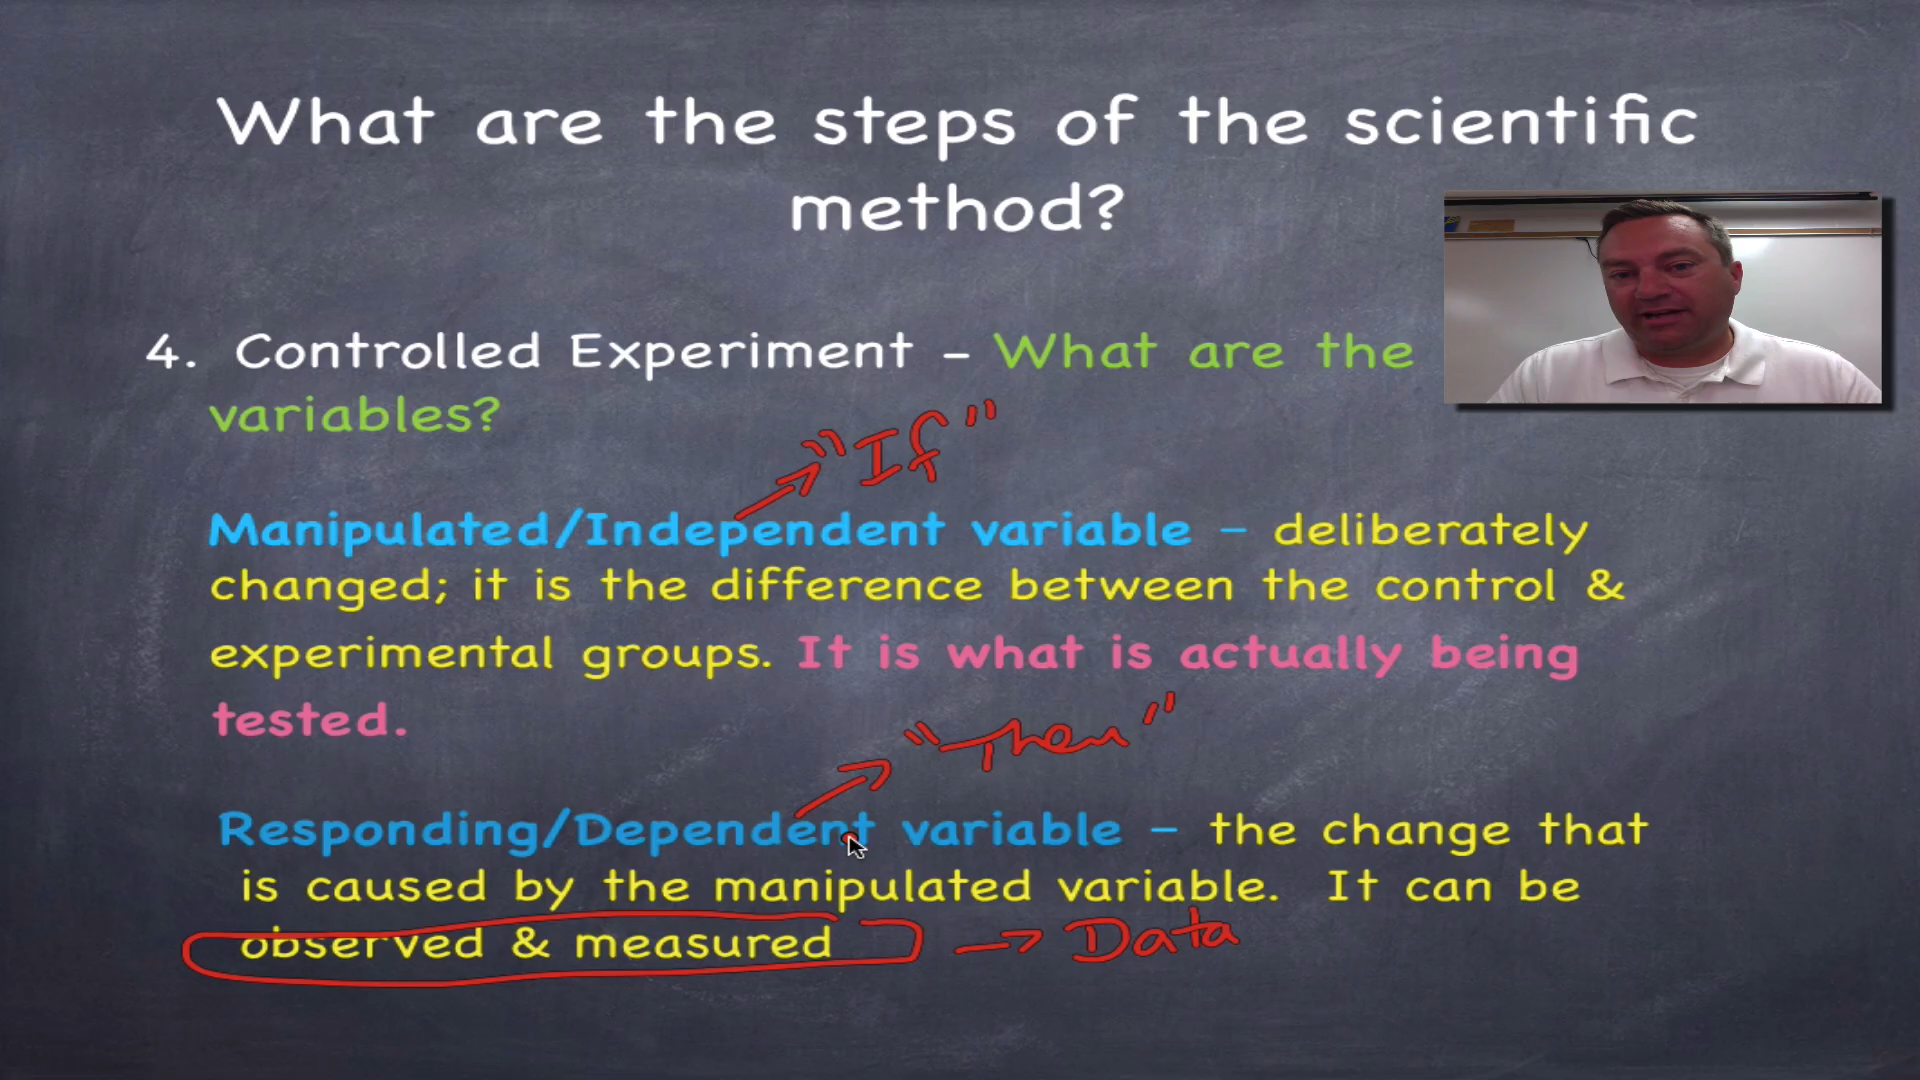 What are the steps of the scientific
method?
4. Controlled Experiment – What are the
variables?
"If"
Manipulated/Independent variable – deliberately
changed; it is the difference between the control &
experimental groups. It is what is actually being
tested.
"Then"
Responding/Dependent variable – the change that
is caused by the manipulated variable. It can be
observed & measured → Data